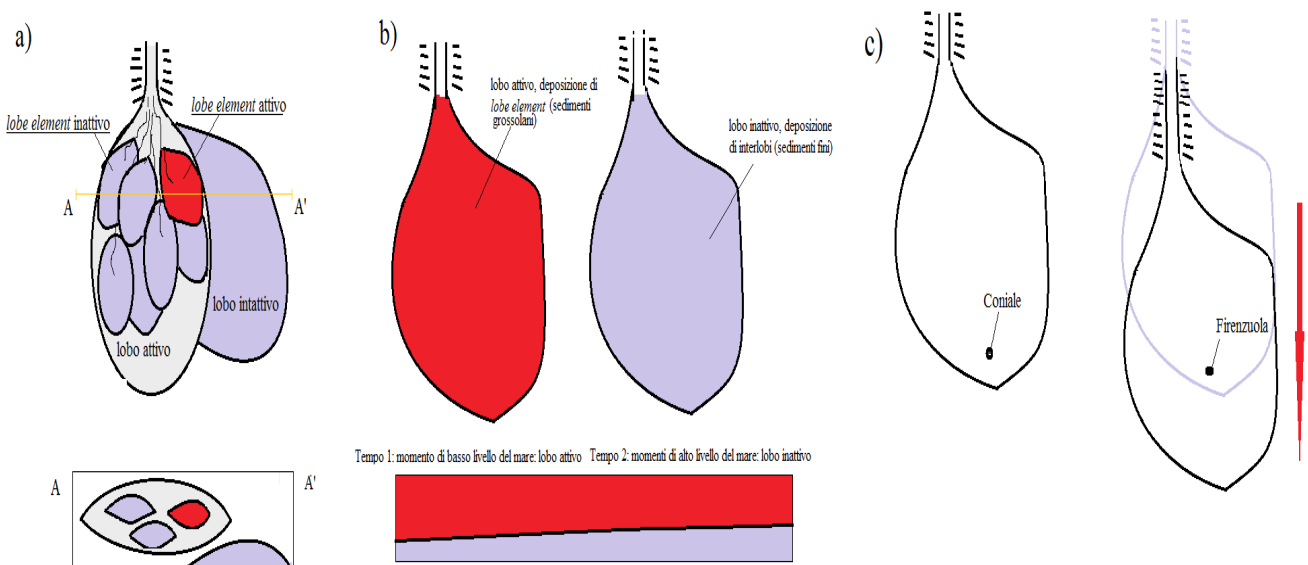 a)
lobe element attivo
lobe element inattivo
A
A'
lobo intattivo
lobo attivo
A
A'
b)
lobo attivo, deposizione di
lobe element (sedimenti
grossolani)
lobo inattivo, deposizione
di interlobi (sedimenti fini)
Tempo 1: momento di basso livello del mare: lobo attivo
Tempo 2: momenti di alto livello del mare: lobo inattivo
c)
Coniale
Firenzuola